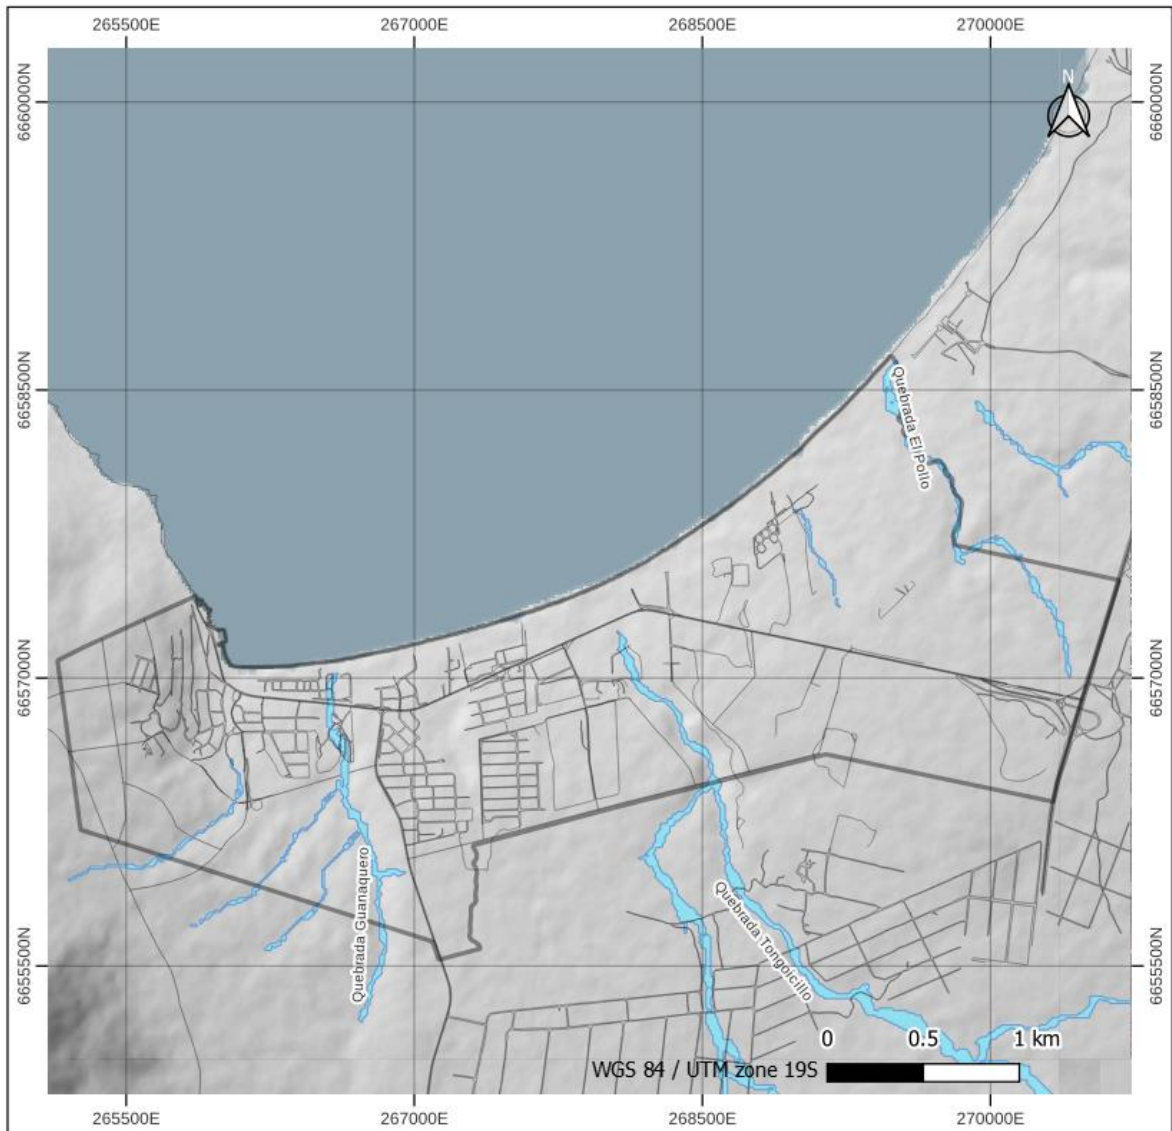 265500E 267000E 268500E 270000E
N
6660000N 6660000N
6658500N 6658500N
Quebrada El Pollo
6657000N 6657000N
Quebrada Guanaquero
Quebrada Tongoicillo
6655500N 6655500N
0 0.5 1 km
WGS 84 / UTM zone 19S
265500E 267000E 268500E 270000E